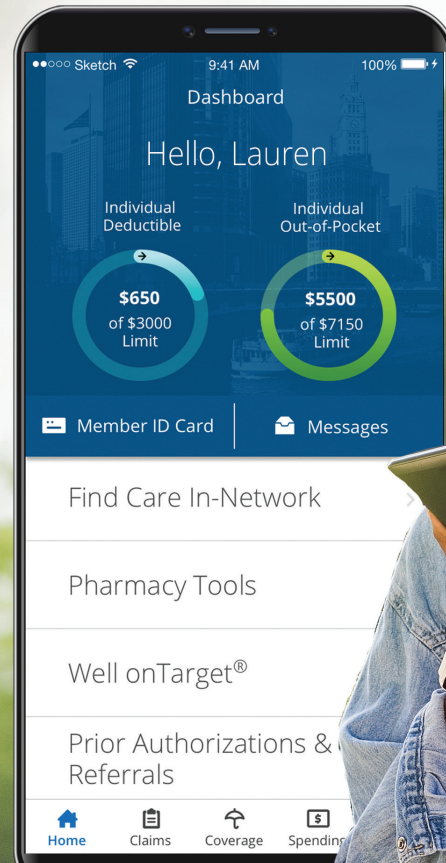 Sketch 9:41 AM 100%
Dashboard
Hello, Lauren
Individual
Deductible
$650
of $3000
Limit
Individual
Out-of-Pocket
$5500
of $7150
Limit
Member ID Card
Messages
Find Care In-Network
Pharmacy Tools
Well onTarget®
Prior Authorizations &
Referrals
Home Claims Coverage Spending